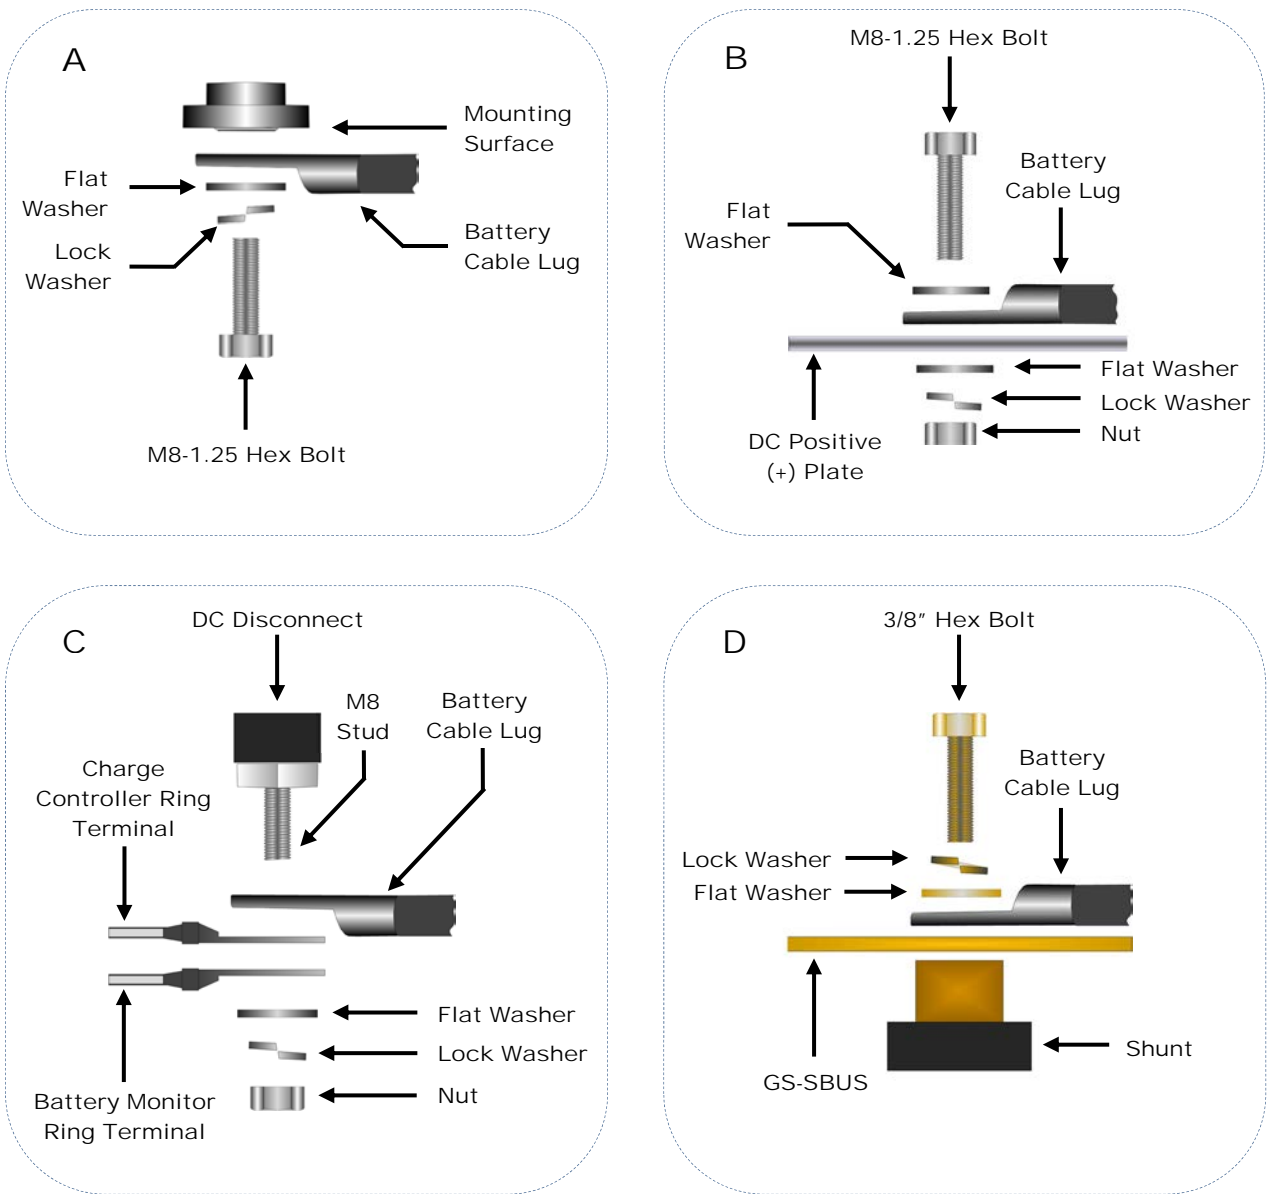 A
Mounting
Surface
Flat
Washer
Lock
Washer
Battery
Cable Lug
M8-1.25 Hex Bolt
B
M8-1.25 Hex Bolt
Battery
Cable Lug
Flat
Washer
Flat Washer
Lock Washer
Nut
DC Positive
(+) Plate
C
DC Disconnect
M8
Stud
Battery
Cable Lug
Charge
Controller Ring
Terminal
Flat Washer
Lock Washer
Nut
Battery Monitor
Ring Terminal
D
3/8” Hex Bolt
Battery
Cable Lug
Lock Washer
Flat Washer
Shunt
GS-SBUS